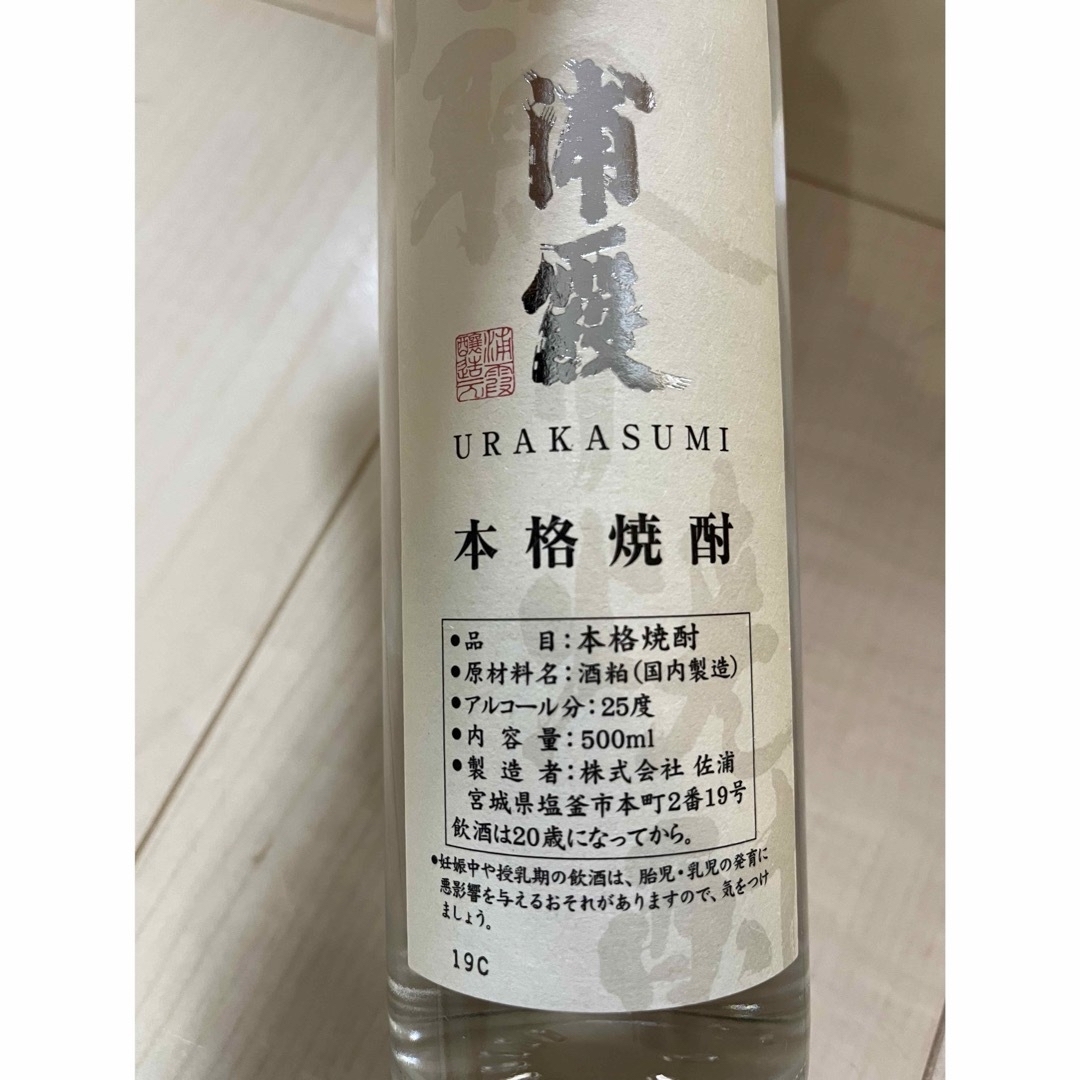 浦霞
浦霞
醸造元
URAKASUMI
本格焼酎
●品　目：本格焼酎
●原材料名：酒粕（国内製造）
●アルコール分：25度
●内容量：500ml
●製造者：株式会社 佐浦
宮城県塩釜市本町2番19号
飲酒は20歳になってから。
●妊娠中や授乳期の飲酒は、胎児・乳児の発育に
悪影響を与えるおそれがありますので、気をつけ
ましょう。
19C